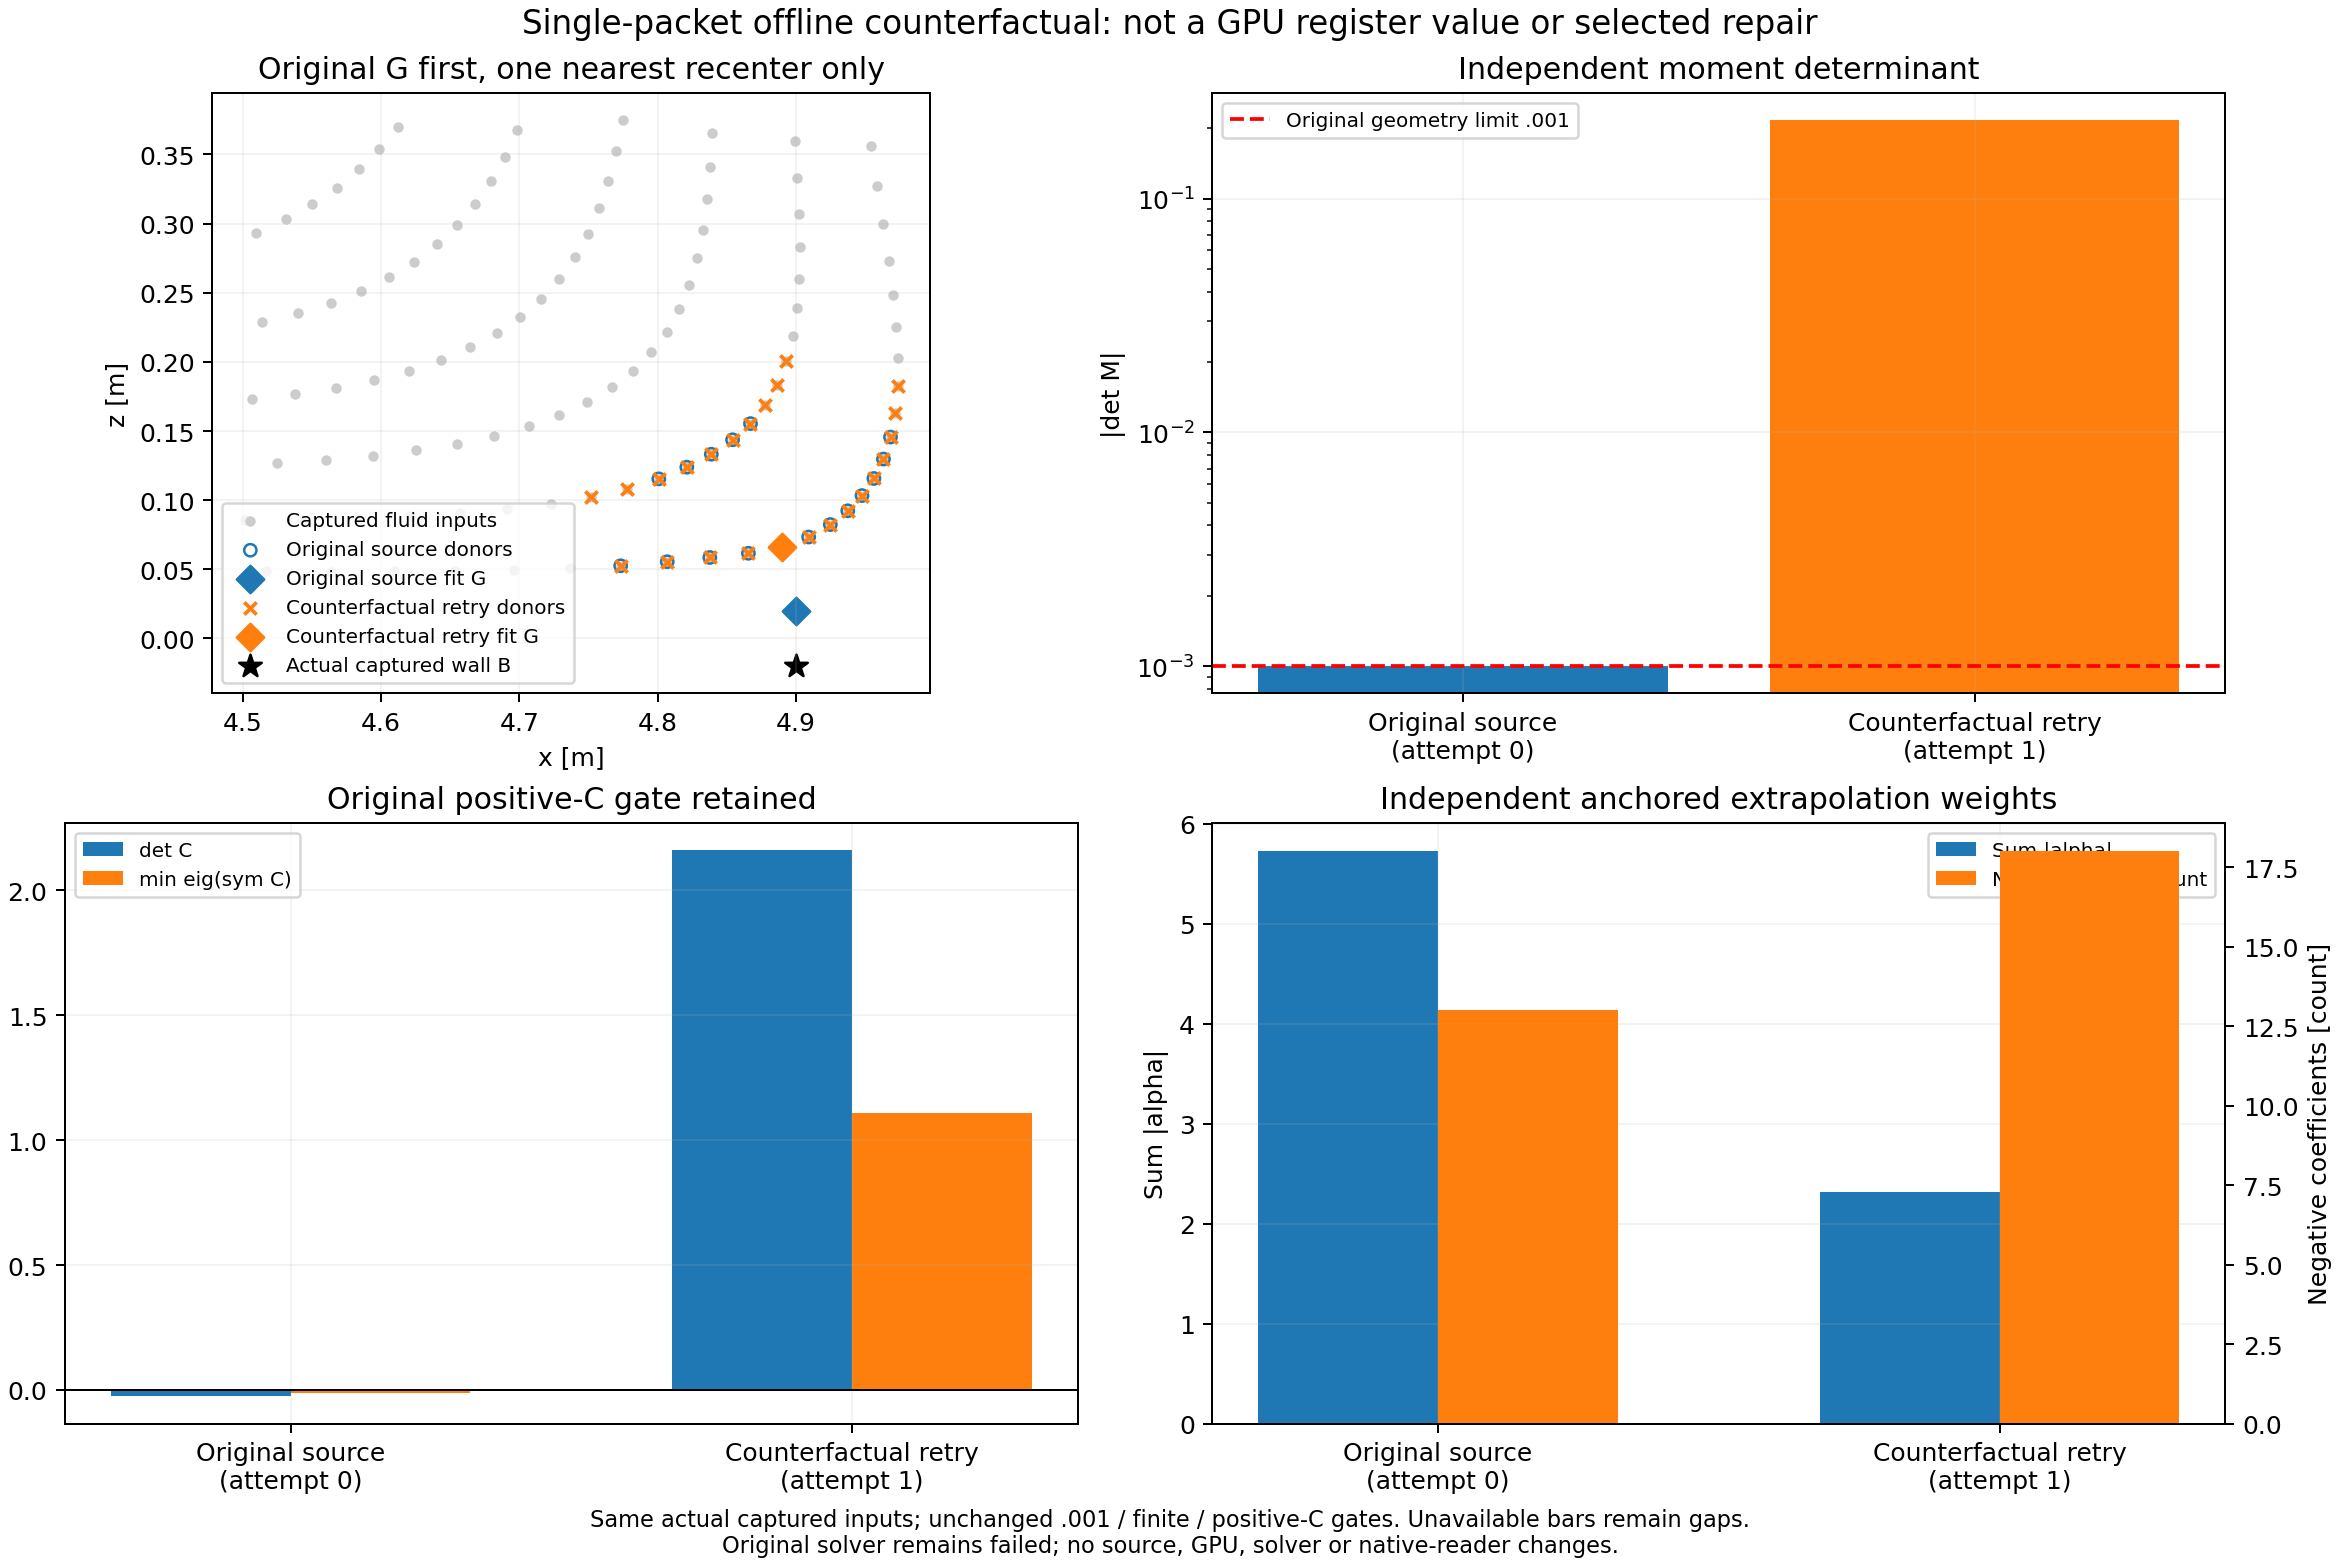 Single-packet offline counterfactual: not a GPU register value or selected repair
Original G first, one nearest recenter only
z [m]
0.35
0.30
0.25
0.20
0.15
0.10
0.05
0.00
Captured fluid inputs
Original source donors
Original source fit G
Counterfactual retry donors
Counterfactual retry fit G
Actual captured wall B
4.5
4.6
4.7
4.8
4.9
x [m]
Independent moment determinant
|det M|
10⁻¹
10⁻²
10⁻³
Original geometry limit .001
Original source
(attempt 0)
Counterfactual retry
(attempt 1)
Original positive-C gate retained
2.0
1.5
1.0
0.5
0.0
det C
min eig(sym C)
Original source
(attempt 0)
Counterfactual retry
(attempt 1)
Independent anchored extrapolation weights
Sum |alpha|
6
5
4
3
2
1
0
Sum |alpha|
Original source
(attempt 0)
Counterfactual retry
(attempt 1)
17.5
15.0
12.5
10.0
7.5
5.0
2.5
0.0
Negative coefficients [count]
Same actual captured inputs; unchanged .001 / finite / positive-C gates. Unavailable bars remain gaps.
Original solver remains failed; no source, GPU, solver or native-reader changes.